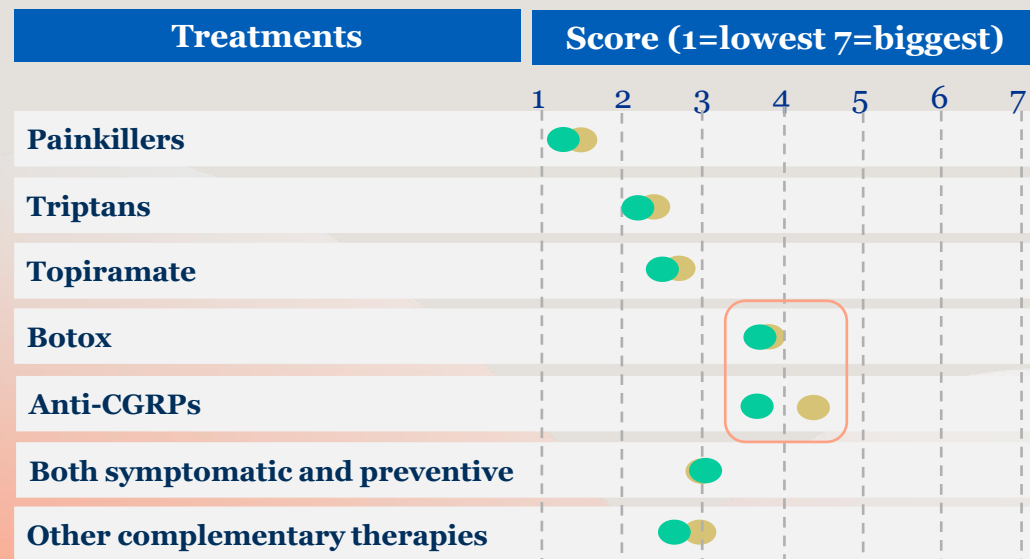 Treatments
Score (1=lowest 7=biggest)
1 2 3 4 5 6 7
Painkillers
Triptans
Topiramate
Botox
Anti-CGRPs
Both symptomatic and preventive
Other complementary therapies